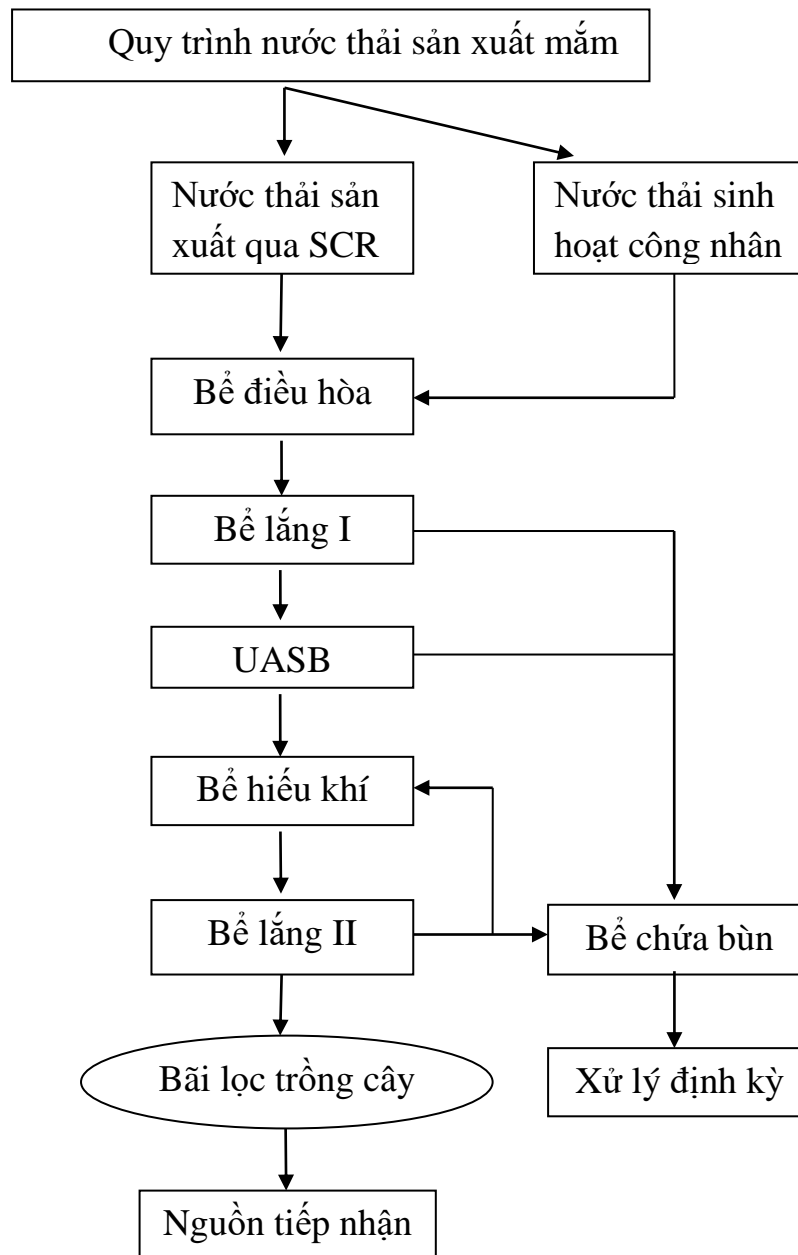 Quy trình nước thải sản xuất mắm
Nước thải sản
xuất qua SCR
Nước thải sinh
hoạt công nhân
Bể điều hòa
Bể lắng I
UASB
Bể hiếu khí
Bể lắng II
Bể chứa bùn
Bãi lọc trồng cây
Xử lý định kỳ
Nguồn tiếp nhận